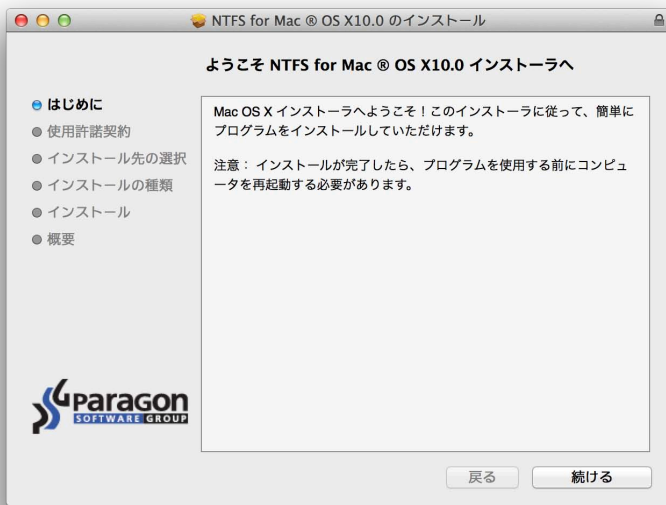 NTFS for Mac ® OS X10.0 のインストール
ようこそ NTFS for Mac ® OS X10.0 インストーラへ
はじめに
使用許諾契約
インストール先の選択
インストールの種類
インストール
概要
Mac OS X インストーラへようこそ！このインストーラに従って、簡単に
プログラムをインストールしていただけます。
注意： インストールが完了したら、プログラムを使用する前にコンピュ
ータを再起動する必要があります。
Paragon
SOFTWARE GROUP
戻る
続ける